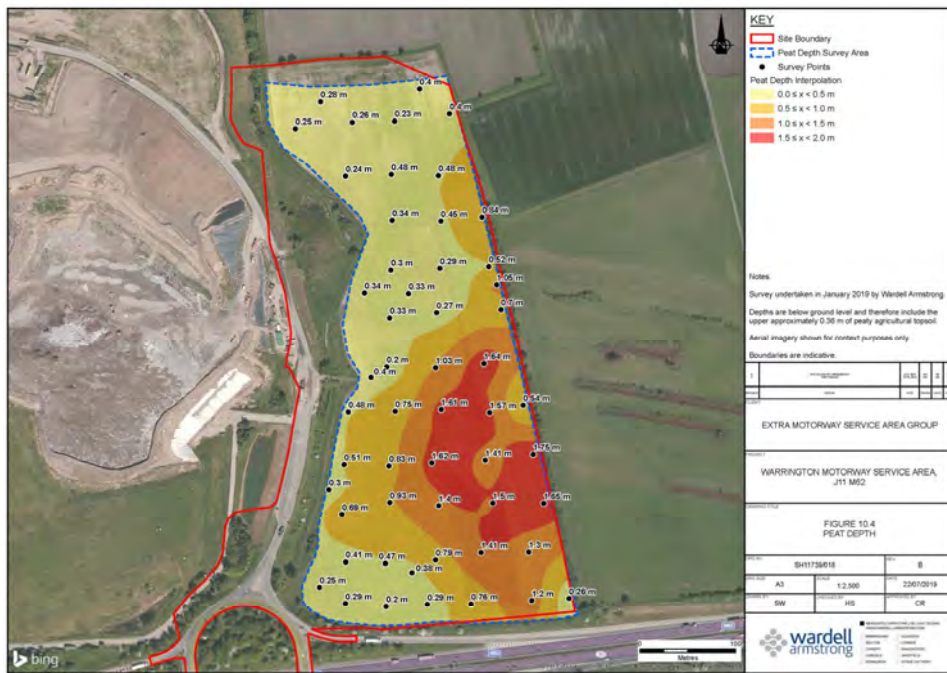 KEY
Site Boundary
Peat Depth Survey Area
Survey Points
Peat Depth Interpolation
0.0 ≤ x < 0.5 m
0.5 ≤ x < 1.0 m
1.0 ≤ x < 1.5 m
1.5 ≤ x < 2.0 m
0.4 m
0.28 m
0.4 m
0.25 m
0.26 m
0.23 m
0.24 m
0.48 m
0.48 m
0.34 m
0.45 m
0.84 m
0.3 m
0.29 m
0.52 m
0.34 m
0.33 m
1.05 m
0.33 m
0.27 m
0.7 m
0.2 m
1.03 m
1.64 m
0.4 m
0.48 m
0.75 m
1.61 m
1.57 m
0.54 m
0.51 m
0.83 m
1.62 m
1.41 m
1.75 m
0.3 m
0.69 m
0.93 m
1.4 m
1.5 m
1.65 m
0.41 m
0.47 m
0.79 m
1.41 m
1.3 m
0.38 m
0.25 m
0.29 m
0.2 m
0.29 m
0.76 m
1.2 m
0.26 m
0 100
Metres
bing
Notes
Survey undertaken in January 2019 by Wardell Armstrong
Depths are below ground level and therefore include the
upper approximately 0.36 m of peaty agricultural topsoil.
Aerial imagery shown for context purposes only
Boundaries are indicative.
EXTRA MOTORWAY SERVICE AREA GROUP
WARRINGTON MOTORWAY SERVICE AREA,
J11 M62
FIGURE 10.4
PEAT DEPTH
SH11739/618
B
A3
SCALE
1:2,500
DATE
22/07/2019
SW
HS
CR
wardell
armstrong